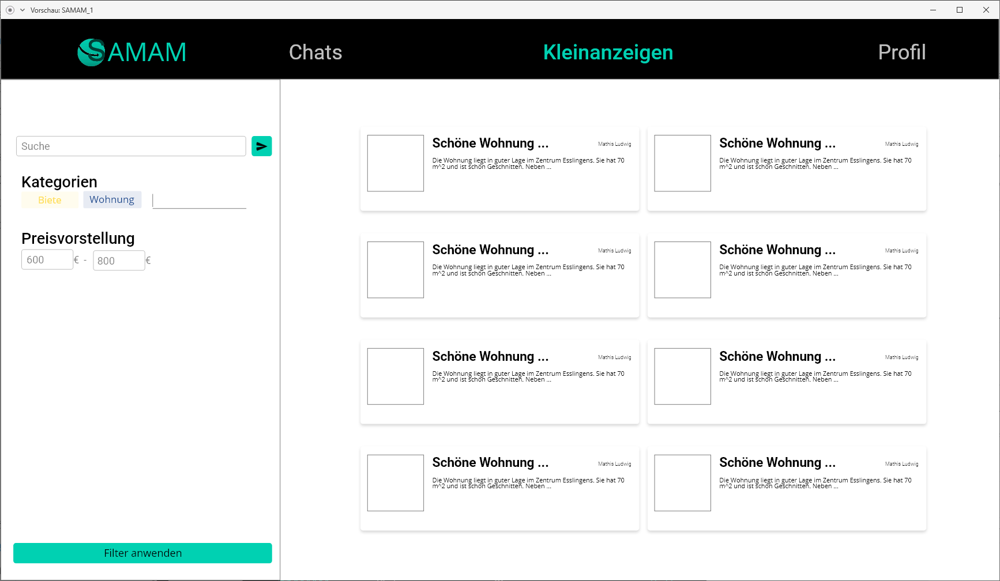 Vorschau: SAMAM_1
SAMAM
Chats
Kleinanzeigen
Profil
Suche
Kategorien
Biete
Wohnung
Preisvorstellung
600 € - 800 €
Filter anwenden
Schöne Wohnung ...
Mathis Ludwig
Die Wohnung liegt in guter Lage im Zentrum Esslingens. Sie hat 70
m^2 und ist schön Geschnitten. Neben ...
Schöne Wohnung ...
Mathis Ludwig
Die Wohnung liegt in guter Lage im Zentrum Esslingens. Sie hat 70
m^2 und ist schön Geschnitten. Neben ...
Schöne Wohnung ...
Mathis Ludwig
Die Wohnung liegt in guter Lage im Zentrum Esslingens. Sie hat 70
m^2 und ist schön Geschnitten. Neben ...
Schöne Wohnung ...
Mathis Ludwig
Die Wohnung liegt in guter Lage im Zentrum Esslingens. Sie hat 70
m^2 und ist schön Geschnitten. Neben ...
Schöne Wohnung ...
Mathis Ludwig
Die Wohnung liegt in guter Lage im Zentrum Esslingens. Sie hat 70
m^2 und ist schön Geschnitten. Neben ...
Schöne Wohnung ...
Mathis Ludwig
Die Wohnung liegt in guter Lage im Zentrum Esslingens. Sie hat 70
m^2 und ist schön Geschnitten. Neben ...
Schöne Wohnung ...
Mathis Ludwig
Die Wohnung liegt in guter Lage im Zentrum Esslingens. Sie hat 70
m^2 und ist schön Geschnitten. Neben ...
Schöne Wohnung ...
Mathis Ludwig
Die Wohnung liegt in guter Lage im Zentrum Esslingens. Sie hat 70
m^2 und ist schön Geschnitten. Neben ...